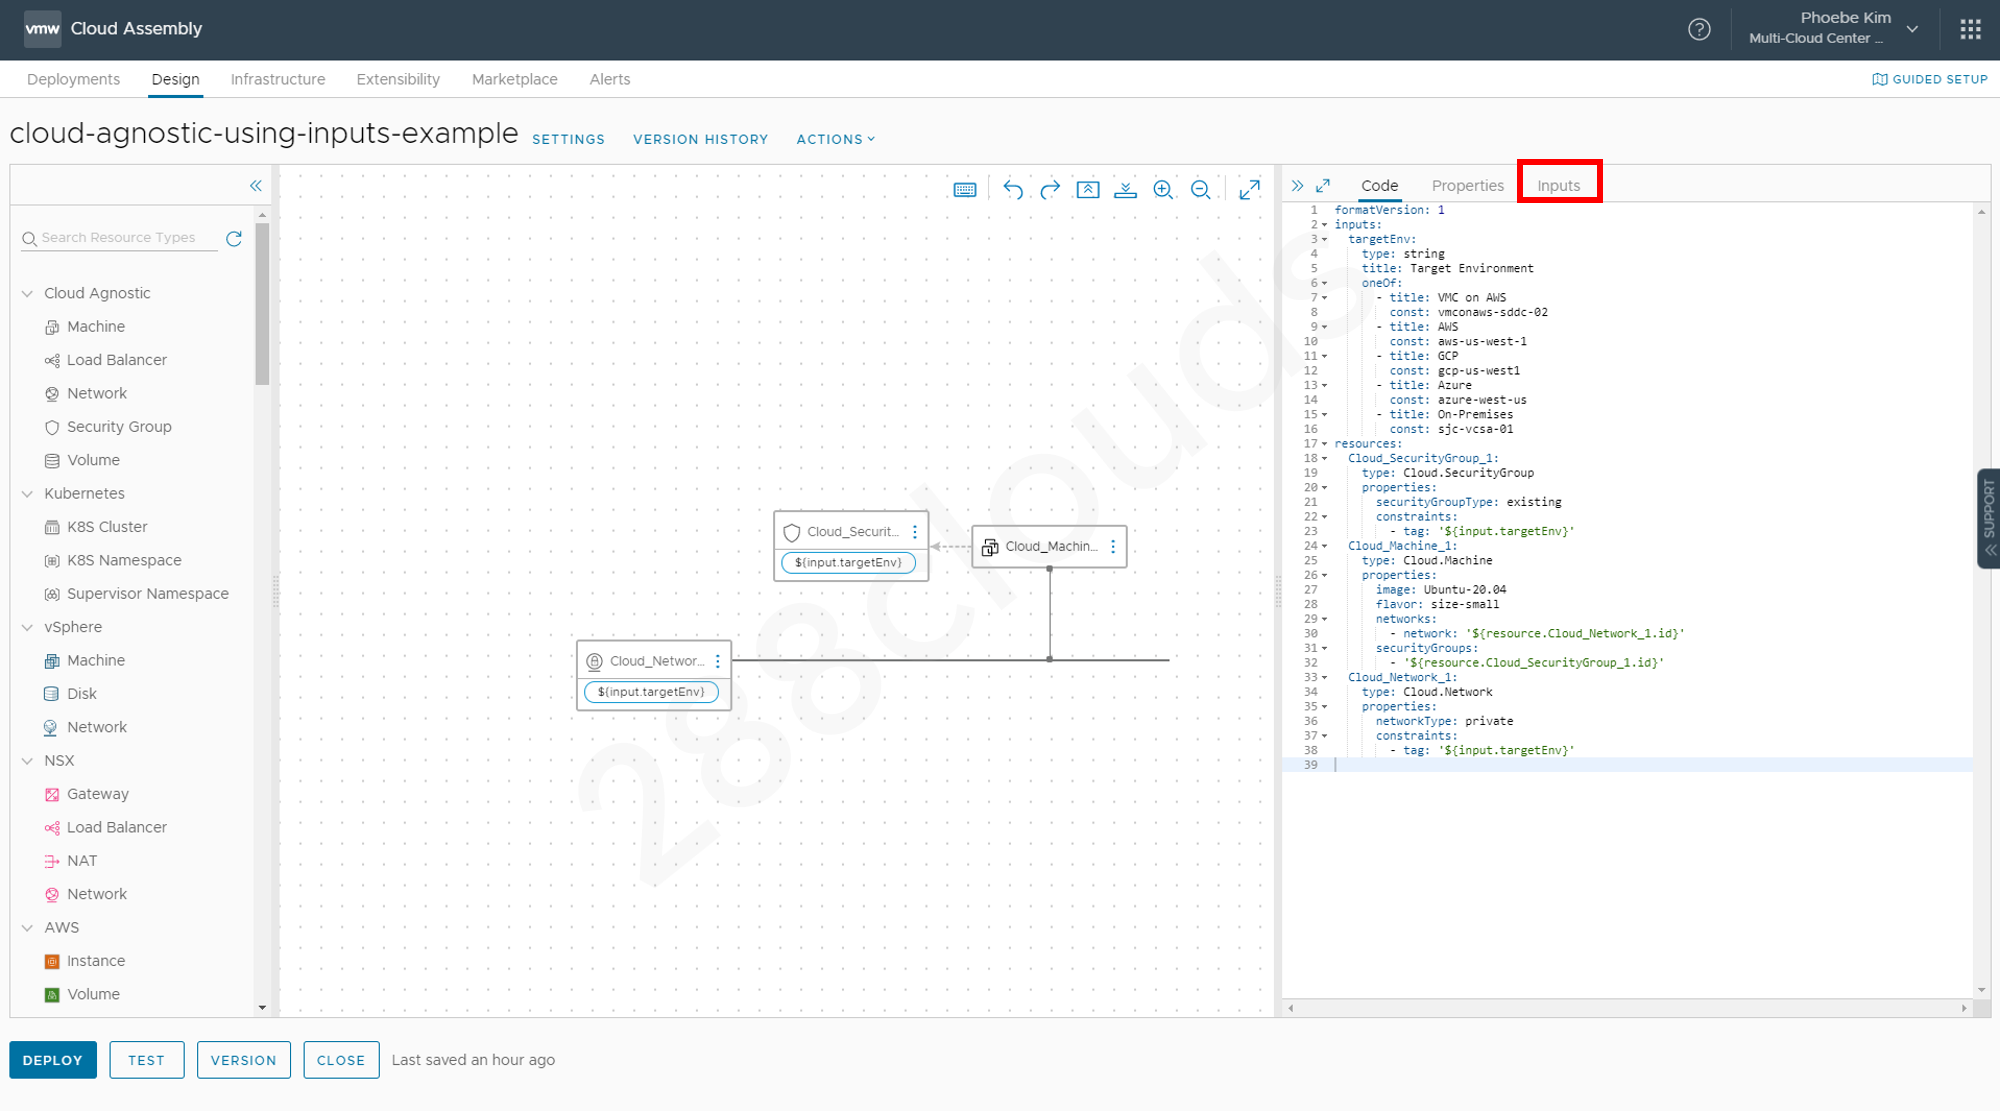 vmw Cloud Assembly
Phoebe Kim
Multi-Cloud Center ...
Deployments Design Infrastructure Extensibility Marketplace Alerts
GUIDED SETUP
cloud-agnostic-using-inputs-example SETTINGS VERSION HISTORY ACTIONS
Search Resource Types
Cloud Agnostic
Machine
Load Balancer
Network
Security Group
Volume
Kubernetes
K8S Cluster
K8S Namespace
Supervisor Namespace
vSphere
Machine
Disk
Network
NSX
Gateway
Load Balancer
NAT
Network
AWS
Instance
Volume
Cloud_Securit...
${input.targetEnv}
Cloud_Machin...
Cloud_Networ...
${input.targetEnv}
288clouds
Code Properties Inputs
1 formatVersion: 1
2 inputs:
3 targetEnv:
4 type: string
5 title: Target Environment
6 oneOf:
7 - title: VMC on AWS
8 const: vmconaws-sddc-02
9 - title: AWS
10 const: aws-us-west-1
11 - title: GCP
12 const: gcp-us-west1
13 - title: Azure
14 const: azure-west-us
15 - title: On-Premises
16 const: sjc-vcsa-01
17 resources:
18 Cloud_SecurityGroup_1:
19 type: Cloud.SecurityGroup
20 properties:
21 securityGroupType: existing
22 constraints:
23 - tag: '${input.targetEnv}'
24 Cloud_Machine_1:
25 type: Cloud.Machine
26 properties:
27 image: Ubuntu-20.04
28 flavor: size-small
29 networks:
30 - network: '${resource.Cloud_Network_1.id}'
31 securityGroups:
32 - '${resource.Cloud_SecurityGroup_1.id}'
33 Cloud_Network_1:
34 type: Cloud.Network
35 properties:
36 networkType: private
37 constraints:
38 - tag: '${input.targetEnv}'
39
SUPPORT
DEPLOY TEST VERSION CLOSE Last saved an hour ago